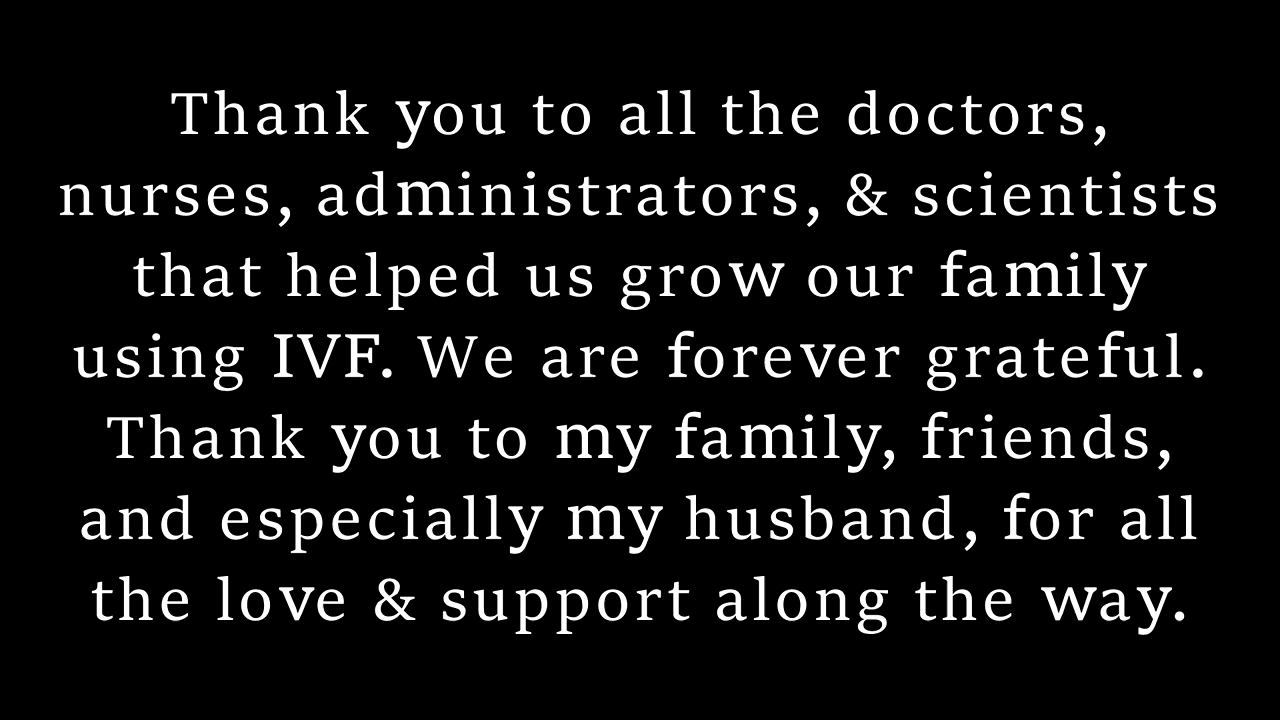 Thank you to all the doctors,
nurses, administrators, & scientists
that helped us grow our family
using IVF. We are forever grateful.
Thank you to my family, friends,
and especially my husband, for all
the love & support along the way.